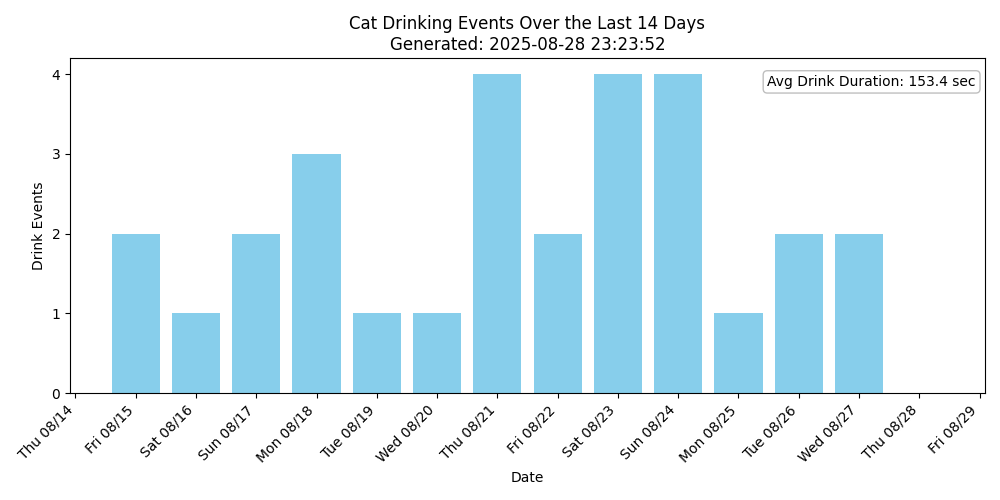 Cat Drinking Events Over the Last 14 Days
Generated: 2025-08-28 23:23:52
Avg Drink Duration: 153.4 sec
4
3
2
1
0
Drink Events
Thu 08/14
Fri 08/15
Sat 08/16
Sun 08/17
Mon 08/18
Tue 08/19
Wed 08/20
Thu 08/21
Fri 08/22
Sat 08/23
Sun 08/24
Mon 08/25
Tue 08/26
Wed 08/27
Thu 08/28
Fri 08/29
Date